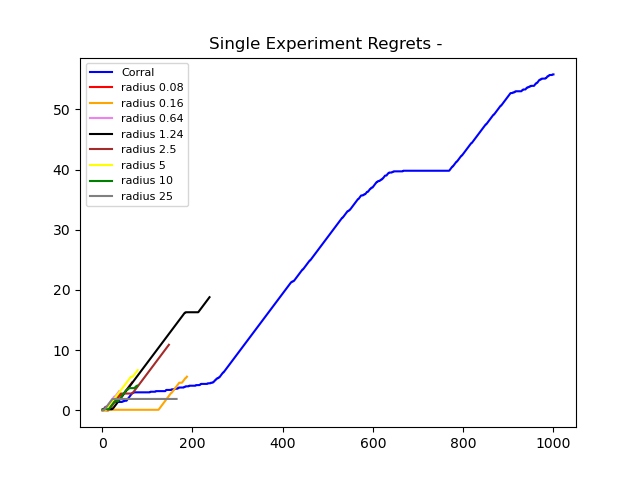 Single Experiment Regrets -
Corral
radius 0.08
radius 0.16
radius 0.64
radius 1.24
radius 2.5
radius 5
radius 10
radius 25
50
40
30
20
10
0
0 200 400 600 800 1000